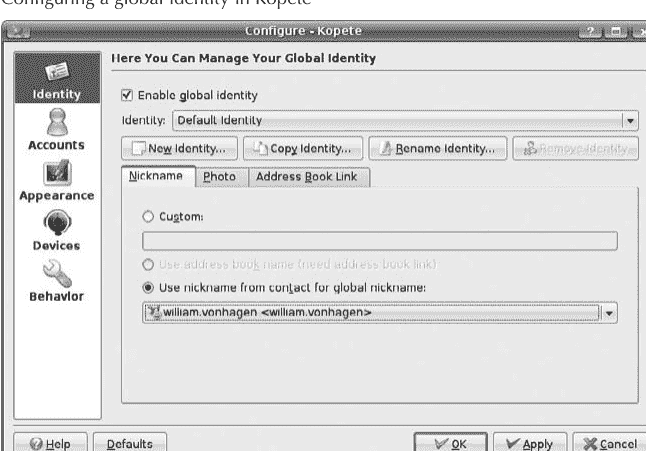 Configuring a global identity in Kopete
Configure - Kopete
Identity
Accounts
Appearance
Devices
Behavior
Here You Can Manage Your Global Identity
Enable global identity
Identity: Default Identity
New Identity... Copy Identity... Rename Identity... Remove Identity...
Nickname Photo Address Book Link
Custom:
Use address book name (need address book link)
Use nickname from contact for global nickname:
william.vonhagen <william.vonhagen>
Help Defaults OK Apply Cancel